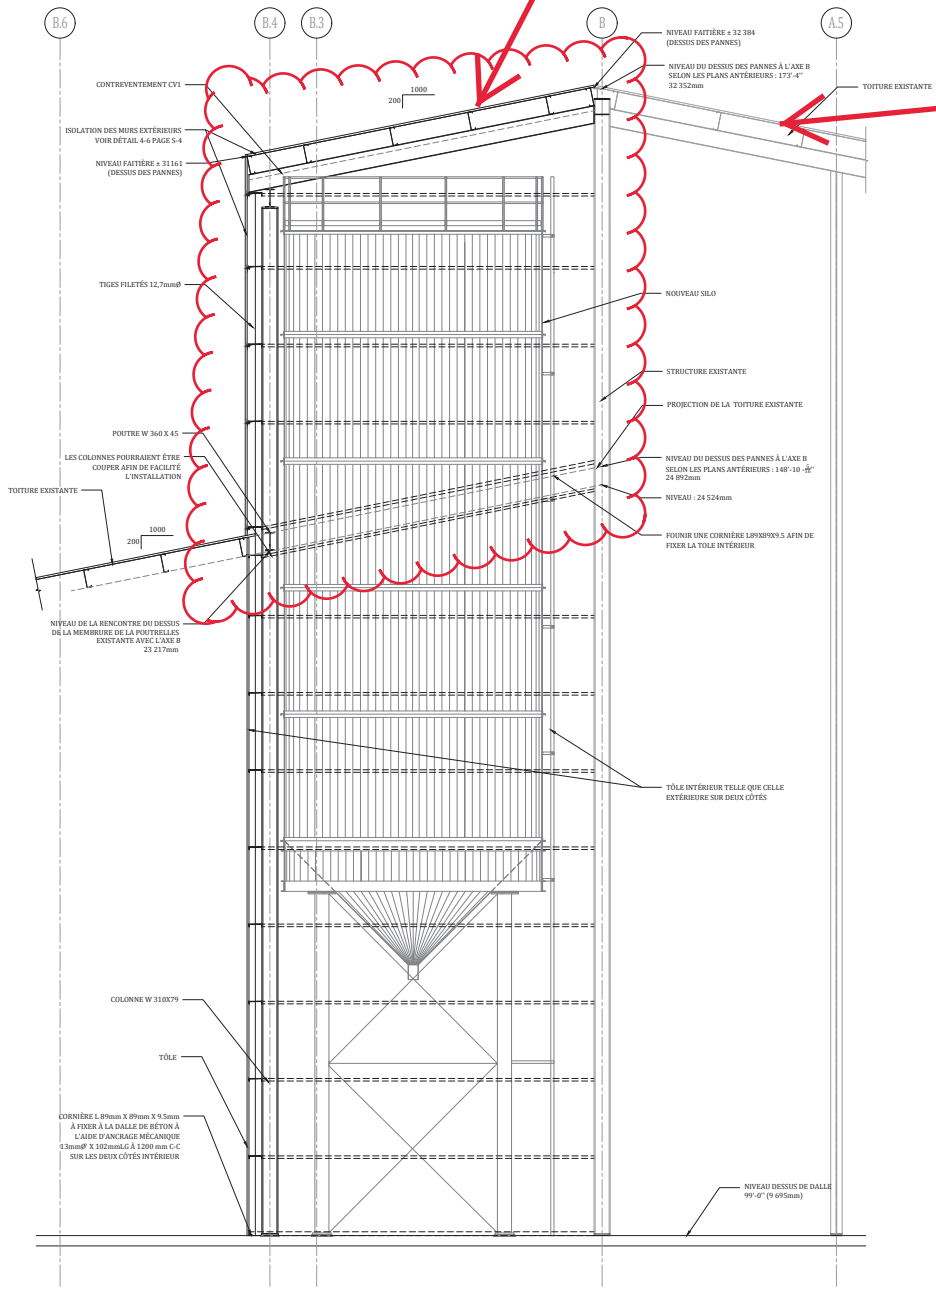 B.6
B.4
B.3
B
A.5
NIVEAU FAITIÈRE ± 32 384
(DESSUS DES PANNES)
NIVEAU DU DESSUS DES PANNES À L'AXE B
SELON LES PLANS ANTÉRIEURS : 173'-4"
32 352mm
TOITURE EXISTANTE
CONTREVENTEMENT CV1
1000
200
ISOLATION DES MURS EXTÉRIEURS
VOIR DÉTAIL 4-6 PAGE S-4
NIVEAU FAITIÈRE ± 31161
(DESSUS DES PANNES)
TIGES FILETÉS 12,7mmØ
NOUVEAU SILO
STRUCTURE EXISTANTE
PROJECTION DE LA TOITURE EXISTANTE
POUTRE W 360 X 45
LES COLONNES POURRAIENT ÊTRE
COUPER AFIN DE FACILITÉ
L'INSTALLATION
NIVEAU DU DESSUS DES PANNES À L'AXE B
SELON LES PLANS ANTÉRIEURS : 148'-10
24 892mm
TOITURE EXISTANTE
NIVEAU : 24 524mm
1000
200
FOUNIR UNE CORNIÈRE L89X89X9.5 AFIN DE
FIXER LA TOLE INTÉRIEUR
NIVEAU DE LA RENCONTRE DU DESSUS
DE LA MEMBRURE DE LA POUTRELLES
EXISTANTE AVEC L'AXE B
23 217mm
TÔLE INTÉRIEUR TELLE QUE CELLE
EXTÉRIEURE SUR DEUX CÔTÉS
COLONNE W 310X79
TÔLE
CORNIÈRE L 89mm X 89mm X 9.5mm
À FIXER À LA DALLE DE BÉTON À
L'AIDE D'ANCRAGE MÉCANIQUE
13mmØ X 102mmLG À 1200 mm C-C
SUR LES DEUX CÔTÉS INTÉRIEUR
NIVEAU DESSUS DE DALLE
99'-0" (9 695mm)